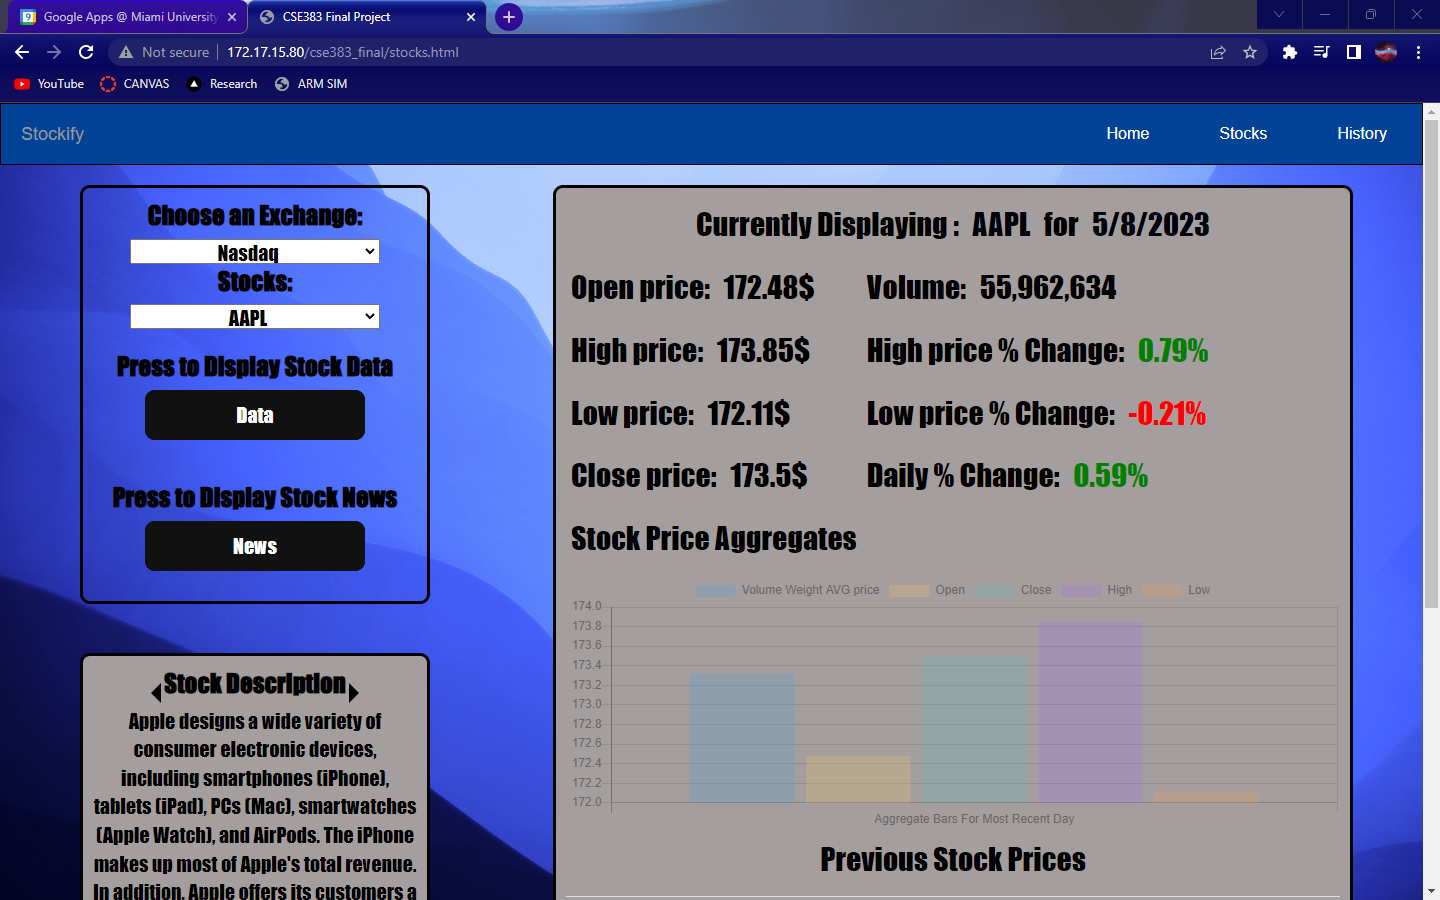 Google Apps @ Miami University
CSE383 Final Project
Not secure
172.17.15.80/cse383_final/stocks.html
YouTube
CANVAS
Research
ARM SIM
Stockify
Home
Stocks
History
Choose an Exchange:
Nasdaq
Stocks:
AAPL
Press to Display Stock Data
Data
Press to Display Stock News
News
Stock Description
Apple designs a wide variety of
consumer electronic devices,
including smartphones (iPhone),
tablets (iPad), PCs (Mac), smartwatches
(Apple Watch), and AirPods. The iPhone
makes up most of Apple's total revenue.
In addition, Apple offers its customers a
Currently Displaying : AAPL for 5/8/2023
Open price: 172.48$
Volume: 55,962,634
High price: 173.85$
High price % Change: 0.79%
Low price: 172.11$
Low price % Change: -0.21%
Close price: 173.5$
Daily % Change: 0.59%
Stock Price Aggregates
Volume Weight AVG price
Open
Close
High
Low
174.0
173.8
173.6
173.4
173.2
173.0
172.8
172.6
172.4
172.2
172.0
Aggregate Bars For Most Recent Day
Previous Stock Prices